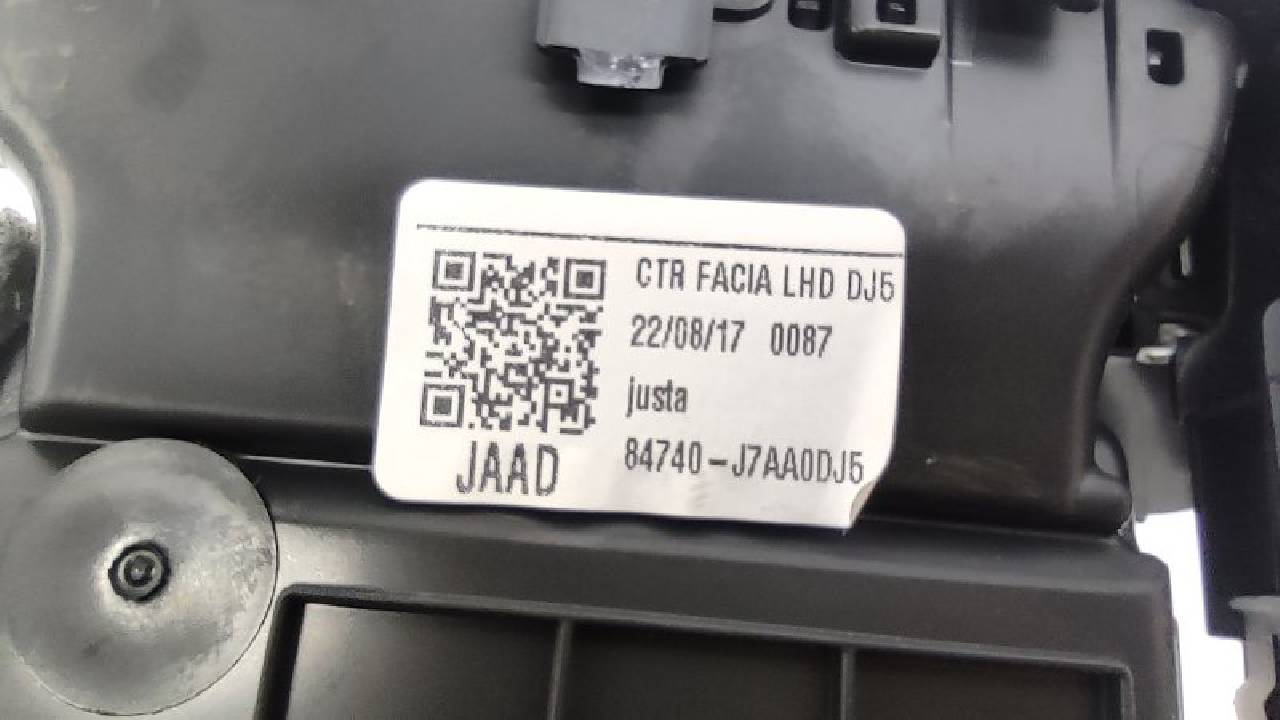 CTR FACIA LHD DJ5
22/08/17 0087
justa
84740-J7AA0DJ5
JAAD